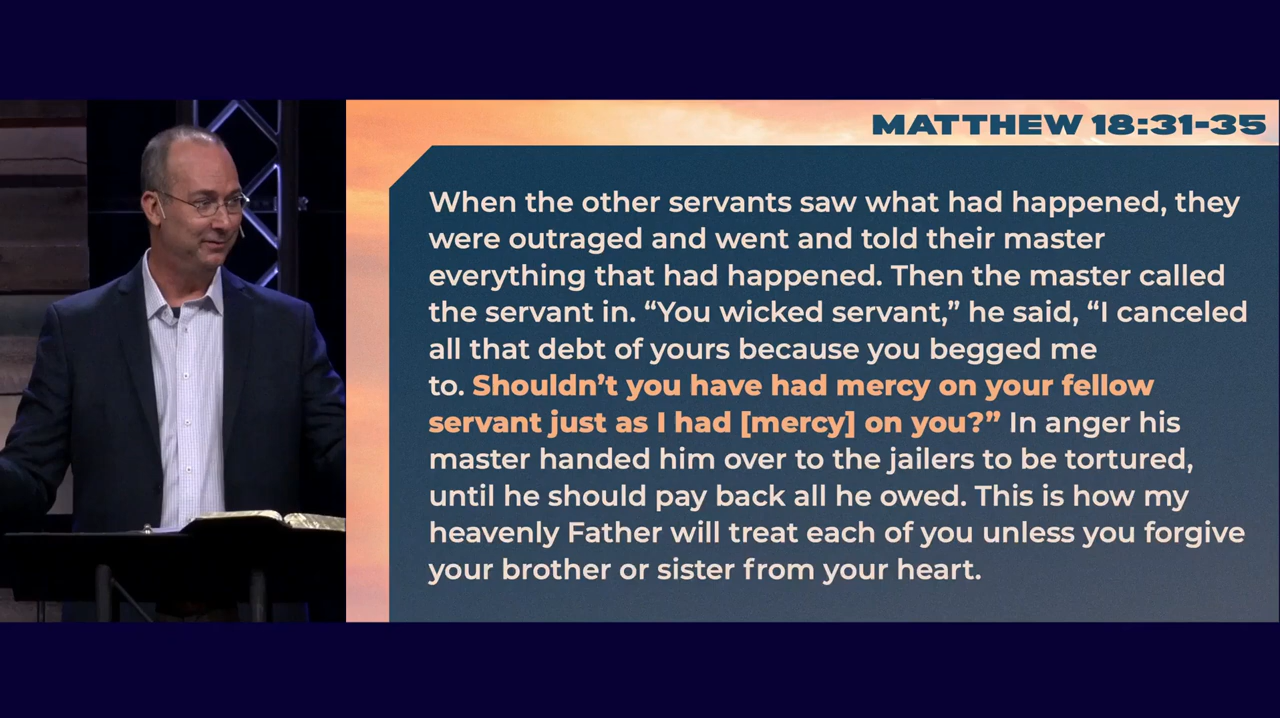 MATTHEW 18:31-35
When the other servants saw what had happened, they
were outraged and went and told their master
everything that had happened. Then the master called
the servant in. “You wicked servant,” he said, “I canceled
all that debt of yours because you begged me
to. Shouldn’t you have had mercy on your fellow
servant just as I had [mercy] on you?” In anger his
master handed him over to the jailers to be tortured,
until he should pay back all he owed. This is how my
heavenly Father will treat each of you unless you forgive
your brother or sister from your heart.